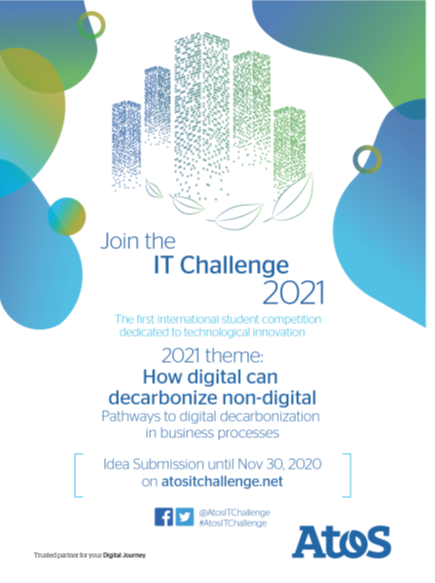 Join the
IT Challenge
2021
The first international student competition
dedicated to technological innovation
2021 theme:
How digital can
decarbonize non-digital
Pathways to digital decarbonization
in business processes
Idea Submission until Nov 30, 2020
on atositchallenge.net
@AtosITChallenge
#AtosITChallenge
Atos
Trusted partner for your Digital Journey